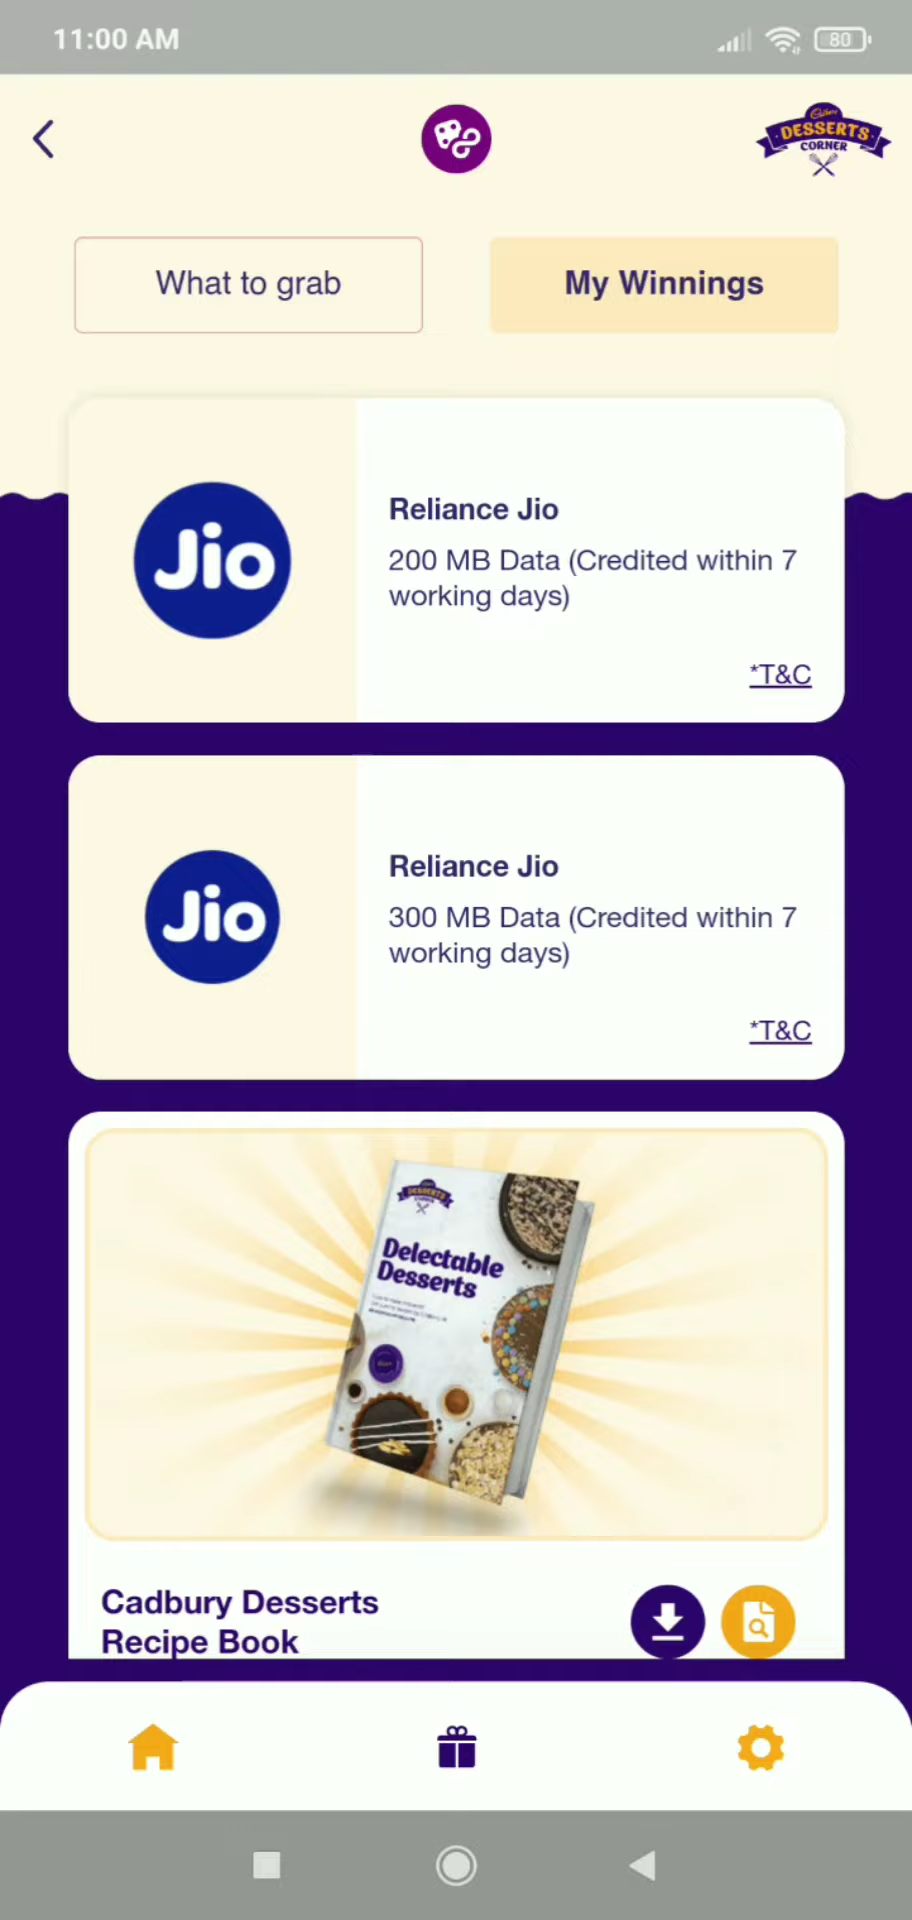 11:00 AM
80
Cadbury
DESSERTS
CORNER
What to grab
My Winnings
Jio
Reliance Jio
200 MB Data (Credited within 7
working days)
*T&C
Jio
Reliance Jio
300 MB Data (Credited within 7
working days)
*T&C
DESSERTS
CORNER
Delectable
Desserts
Cadbury Desserts
Recipe Book